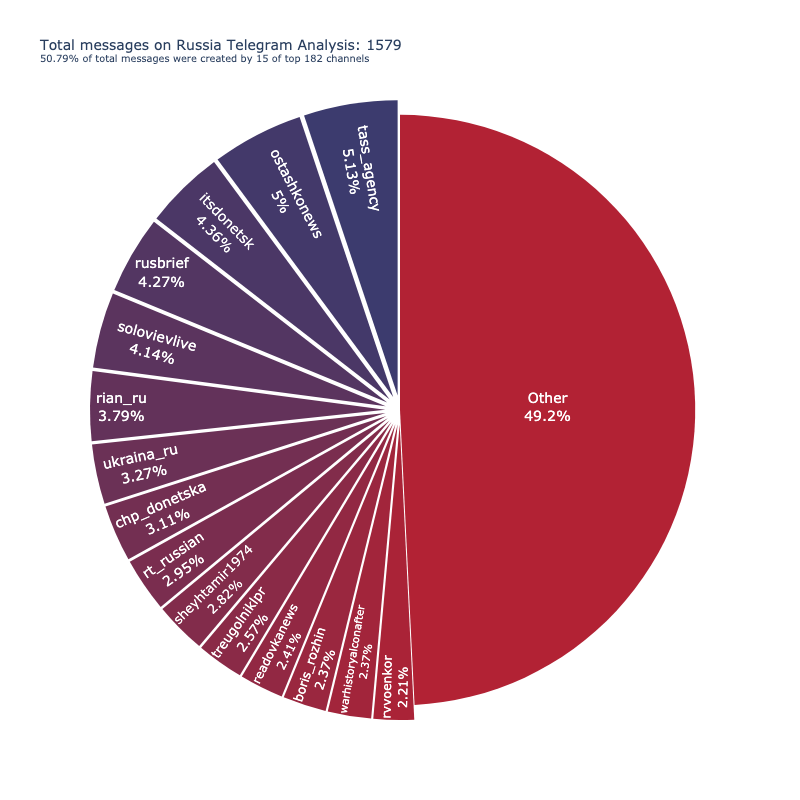 Total messages on Russia Telegram Analysis: 1579
50.79% of total messages were created by 15 of top 182 channels
tass_agency
5.13%
ostashkonews
5%
itsdonetsk
4.36%
rusbrief
4.27%
solovievlive
4.14%
rian_ru
3.79%
ukraina_ru
3.27%
chp_donetska
3.11%
rt_russian
2.95%
sheyhtamir1974
2.82%
treugolniklpr
2.57%
readovkanews
2.41%
boris_rozhin
2.37%
warhistoryalconafter
2.37%
rvvoenkor
2.21%
Other
49.2%